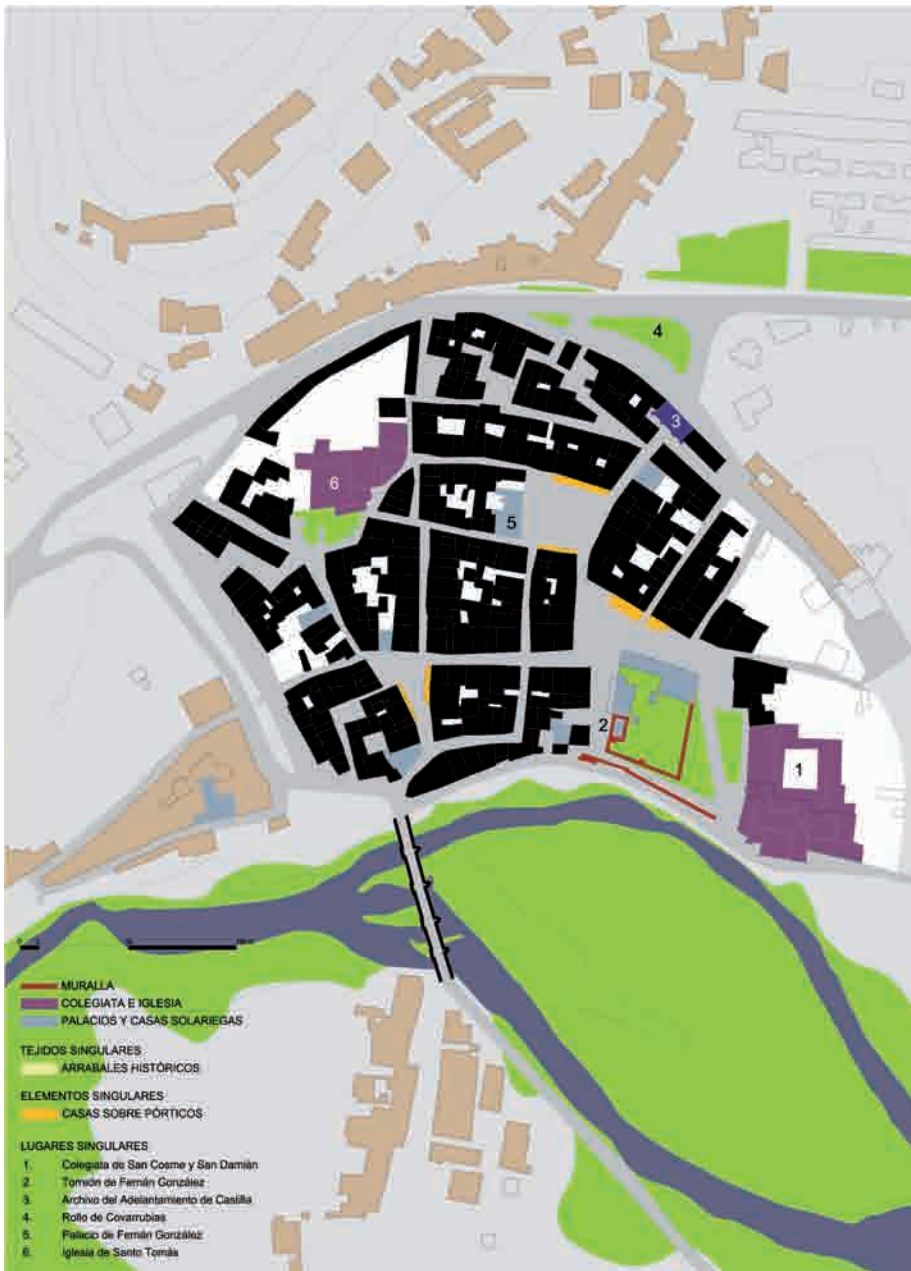 4
3
6
5
2
1
MURALLA
COLEGIATA E IGLESIA
PALACIOS Y CASAS SOLARIEGAS
TEJIDOS SINGULARES
ARRABALES HISTÓRICOS
ELEMENTOS SINGULARES
CASAS SOBRE PÓRTICOS
LUGARES SINGULARES
1. Colegiata de San Cosme y San Damián
2. Torreón de Fernán González
3. Archivo del Adelantamiento de Castilla
4. Rollo de Covarrubias
5. Palacio de Fernán González
6. Iglesia de Santo Tomás